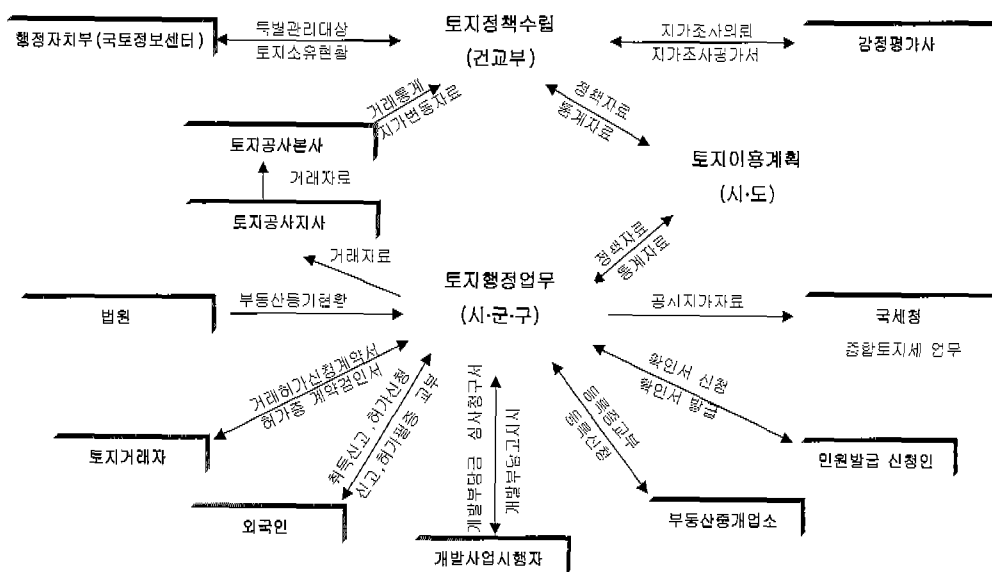 행정자치부(국토정보센터)
특별관리대상
토지소유현황
토지정책수립
(건교부)
지가조사의뢰
지가조사평가서
감정평가사
거래통계
지가변동자료
정책자료
통계자료
토지공사본사
거래자료
토지공사지사
토지이용계획
(시·도)
거래자료
정책자료
통계자료
법원
부동산등기현황
토지행정업무
(시·군·구)
공시지가자료
국세청
종합토지세 업무
거래허가신청계약서
허가증 계약검인서
토지거래자
취득신고, 허가신청
신고, 허가필증 교부
외국인
개발부담금 심사청구서
개발부담고지서
개발사업시행자
등록증교부
등록신청
부동산중개업소
확인서 신청
확인서 발급
민원발급 신청인